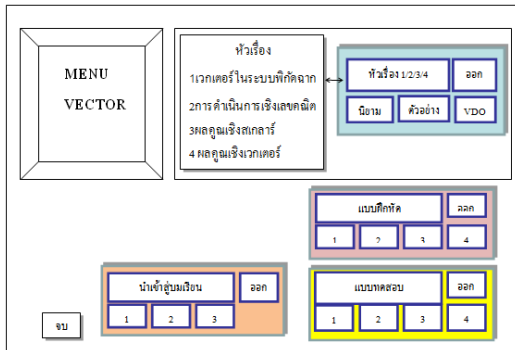 MENU
VECTOR
หัวเรื่อง
1เวกเตอร์ในระบบพิกัดฉาก
2การดำเนินการเชิงเลขคณิต
3ผลคูณเชิงสเกลาร์
4 ผลคูณเชิงเวกเตอร์
หัวเรื่อง 1/2/3/4
ออก
นิยาม
ตัวอย่าง
VDO
แบบฝึกหัด
ออก
1
2
3
4
นำเข้าสู่บมเรียน
ออก
1
2
3
แบบทดสอบ
ออก
1
2
3
4
จบ